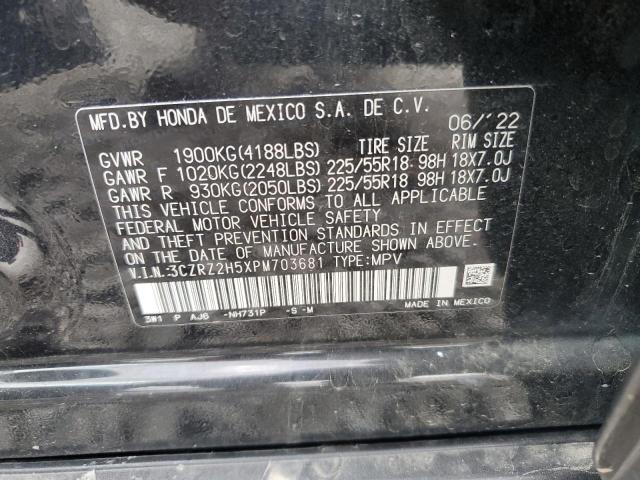 MFD.BY HONDA DE MEXICO S.A. DE C.V. 06/'22
GVWR 1900KG(4188LBS) TIRE SIZE RIM SIZE
GAWR F 1020KG(2248LBS) 225/55R18 98H 18X7.0J
GAWR R 930KG(2050LBS) 225/55R18 98H 18X7.0J
THIS VEHICLE CONFORMS TO ALL APPLICABLE
FEDERAL MOTOR VEHICLE SAFETY
AND THEFT PREVENTION STANDARDS IN EFFECT
ON THE DATE OF MANUFACTURE SHOWN ABOVE.
V.I.N.:3CZRZ2H5XPM703681 TYPE:MPV
MADE IN MEXICO
3W1 P AJ6 -NH731P -S -M